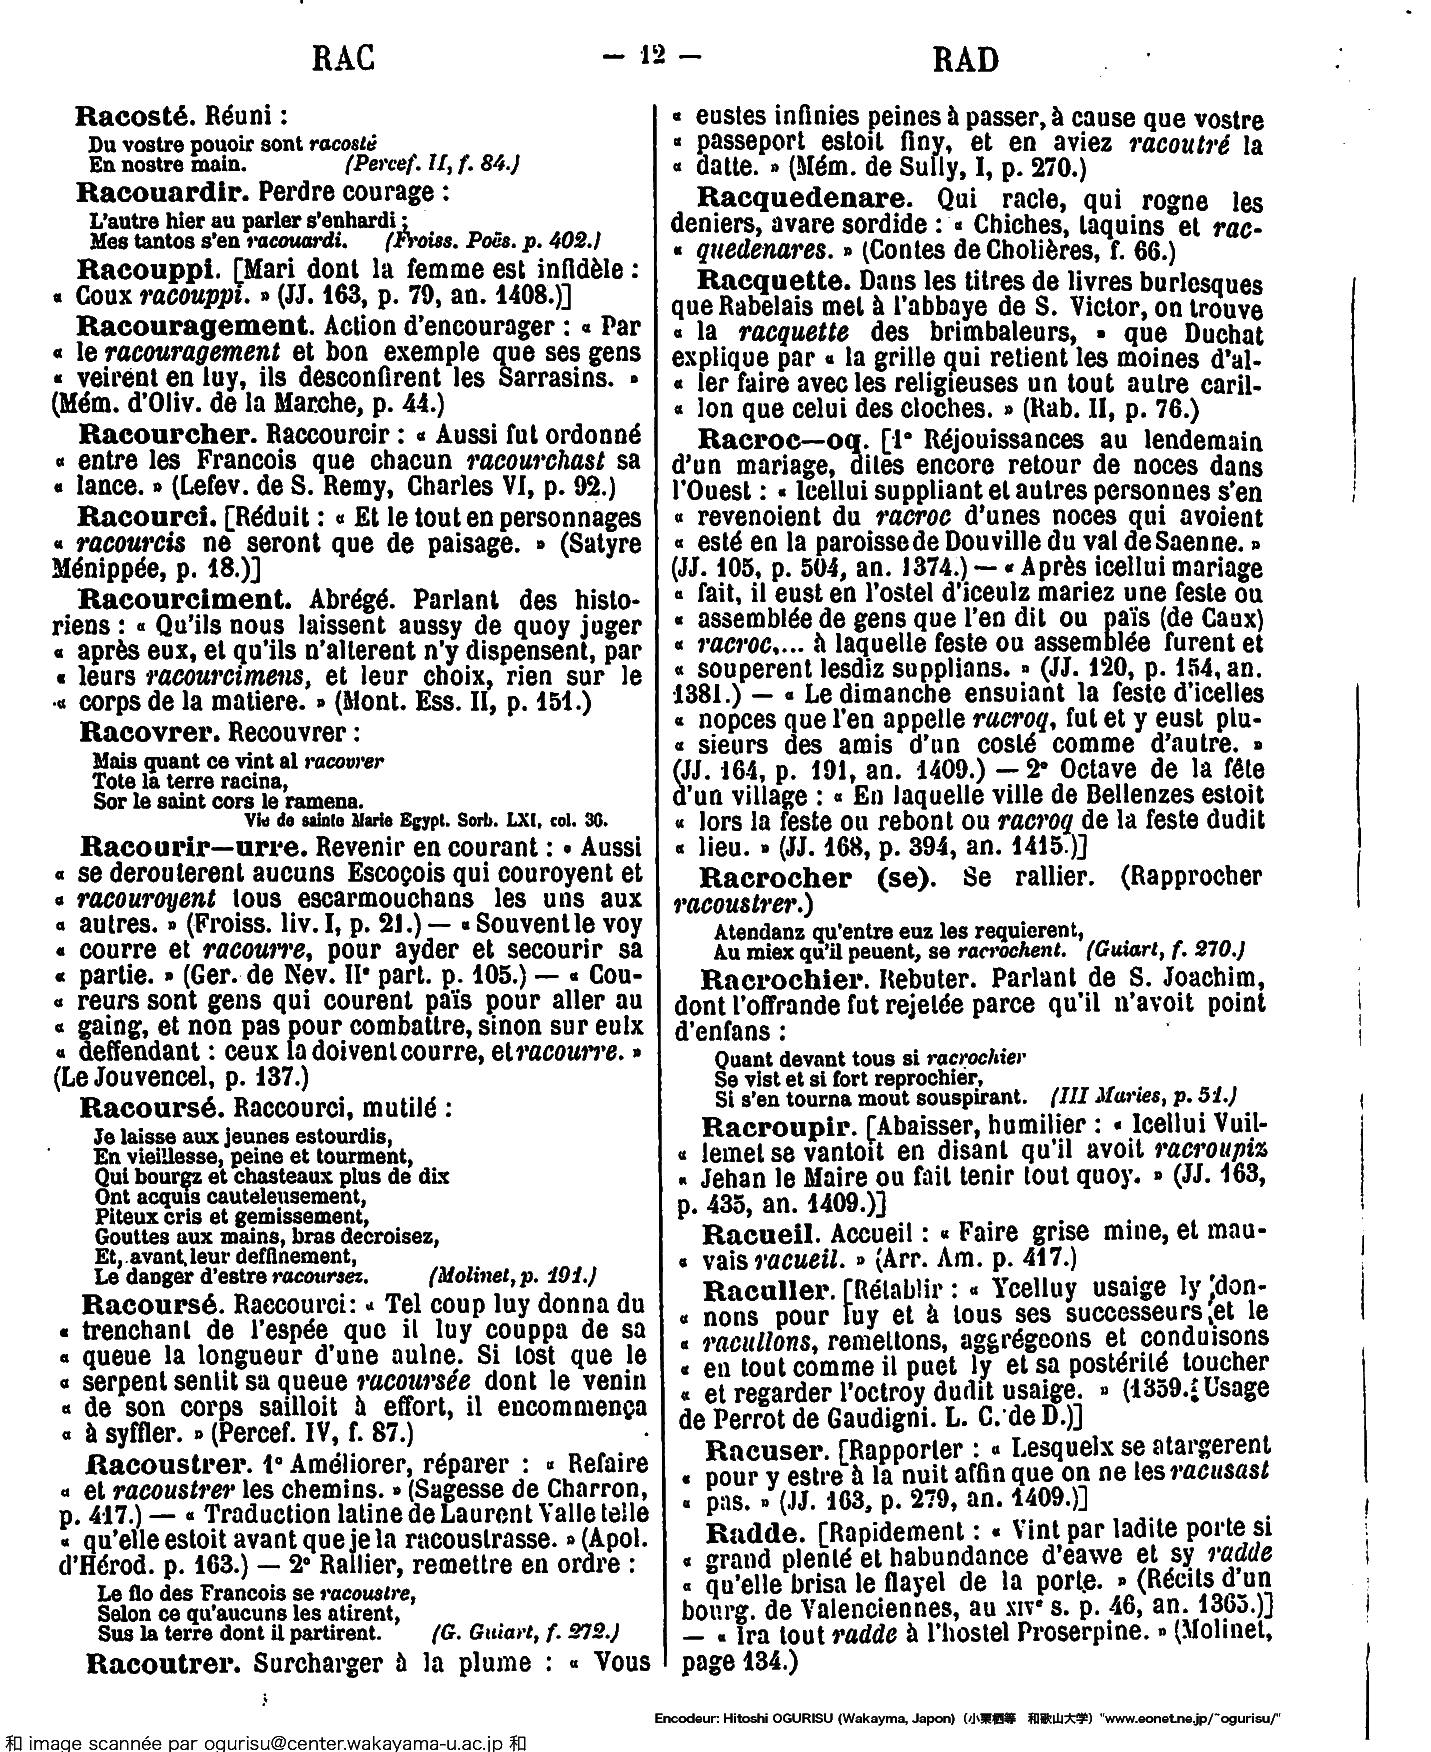 RAC — 12 — RAD
Racosté. Réuni :
Du vostre pouoir sont racosté
En nostre main. (Percef. II, f. 84.)
Racouardir. Perdre courage :
L'autre hier au parler s'enhardi ;
Mes tantos s'en racouardi. (Froiss. Poës. p. 402.)
Racouppi. [Mari dont la femme est infidèle :
« Coux racouppi. » (JJ. 163, p. 79, an. 1408.)]
Racouragement. Action d'encourager : « Par
« le racouragement et bon exemple que ses gens
« veirent en luy, ils desconfirent les Sarrasins. »
(Mém. d'Oliv. de la Marche, p. 44.)
Racourcher. Raccourcir : « Aussi fut ordonné
« entre les Francois que chacun racourchast sa
« lance. » (Lefev. de S. Remy, Charles VI, p. 92.)
Racourci. [Réduit : « Et le tout en personnages
« racourcis ne seront que de paisage. » (Satyre
Ménippée, p. 18.)]
Racourciment. Abrégé. Parlant des histo-
riens : « Qu'ils nous laissent aussy de quoy juger
« après eux, et qu'ils n'alterent n'y dispensent, par
« leurs racourcimens, et leur choix, rien sur le
« corps de la matiere. » (Mont. Ess. II, p. 151.)
Racovrer. Recouvrer :
Mais quant ce vint al racovrer
Tote la terre racina,
Sor le saint cors le ramena.
Vie de sainte Marie Egypt. Sorb. LXI, col. 30.
Racourir—urre. Revenir en courant : « Aussi
« se derouterent aucuns Escoçois qui couroyent et
« racouroyent tous escarmouchans les uns aux
« autres. » (Froiss. liv. I, p. 21.) — « Souvent le voy
« courre et racourre, pour ayder et secourir sa
« partie. » (Ger. de Nev. IIe part. p. 105.) — « Cou-
« reurs sont gens qui courent païs pour aller au
« gaing, et non pas pour combattre, sinon sur eulx
« deffendant : ceux la doivent courre, et racourre. »
(Le Jouvencel, p. 137.)
Racoursé. Raccourci, mutilé :
Je laisse aux jeunes estourdis,
En vieillesse, peine et tourment,
Qui bourgz et chasteaux plus de dix
Ont acquis cauteleusement,
Piteux cris et gemissement,
Gouttes aux mains, bras decroisez,
Et, avant leur deffinement,
Le danger d'estre racoursez. (Molinet, p. 191.)
Racoursé. Raccourci : « Tel coup luy donna du
« trenchant de l'espée que il luy couppa de sa
« queue la longueur d'une aulne. Si tost que le
« serpent sentit sa queue racoursée dont le venin
« de son corps sailloit à effort, il encommença
« à syffler. » (Percef. IV, f. 87.)
Racoustrer. 1° Améliorer, réparer : « Refaire
« et racoustrer les chemins. » (Sagesse de Charron,
p. 417.) — « Traduction latine de Laurent Valle telle
« qu'elle estoit avant que je la racoustrasse. » (Apol.
d'Hérod. p. 163.) — 2° Rallier, remettre en ordre :
Le flo des Francois se racoustre,
Selon ce qu'aucuns les atirent,
Sus la terre dont il partirent. (G. Guiart, f. 272.)
Racoutrer. Surcharger à la plume : « Vous
« eustes infinies peines à passer, à cause que vostre
« passeport estoit finy, et en aviez racoutré la
« datte. » (Mém. de Sully, I, p. 270.)
Racquedenare. Qui racle, qui rogne les
deniers, avare sordide : « Chiches, taquins et rac-
« quedenares. » (Contes de Cholières, f. 66.)
Racquette. Dans les titres de livres burlesques
que Rabelais met à l'abbaye de S. Victor, on trouve
« la racquette des brimbaleurs, » que Duchat
explique par « la grille qui retient les moines d'al-
« ler faire avec les religieuses un tout autre caril-
« lon que celui des cloches. » (Rab. II, p. 76.)
Racroc—oq. [1° Réjouissances au lendemain
d'un mariage, dites encore retour de noces dans
l'Ouest : « Icellui suppliant et autres personnes s'en
« revenoient du racroc d'unes noces qui avoient
« esté en la paroisse de Douville du val de Saenne. »
(JJ. 105, p. 504, an. 1374.) — « Après icellui mariage
« fait, il eust en l'ostel d'iceulz mariez une feste ou
« assemblée de gens que l'en dit ou païs (de Caux)
« racroc,... à laquelle feste ou assemblée furent et
« souperent lesdiz supplians. » (JJ. 120, p. 154, an.
1381.) — « Le dimanche ensuiant la feste d'icelles
« nopces que l'en appelle racroq, fut et y eust plu-
« sieurs des amis d'un costé comme d'autre. »
(JJ. 164, p. 191, an. 1409.) — 2° Octave de la fête
d'un village : « En laquelle ville de Bellenzes estoit
« lors la feste ou rebont ou racroq de la feste dudit
« lieu. » (JJ. 168, p. 394, an. 1415.)]
Racrocher (se). Se rallier. (Rapprocher
racoustrer.)
Atendanz qu'entre euz les requierent,
Au miex qu'il peuent, se racrochent. (Guiart, f. 270.)
Racrochier. Rebuter. Parlant de S. Joachim,
dont l'offrande fut rejetée parce qu'il n'avoit point
d'enfans :
Quant devant tous si racrochier
Se vist et si fort reprochier,
Si s'en tourna mout souspirant. (III Maries, p. 51.)
Racroupir. [Abaisser, humilier : « Icellui Vuil-
« lemet se vantoit en disant qu'il avoit racroupiz
« Jehan le Maire ou fait tenir tout quoy. » (JJ. 163,
p. 435, an. 1409.)]
Racueil. Accueil : « Faire grise mine, et mau-
« vais racueil. » (Arr. Am. p. 417.)
Raculler. [Rétablir : « Ycelluy usaige ly don-
« nons pour luy et à tous ses successeurs et le
« racullons, remettons, aggrégeons et conduisons
« en tout comme il puet ly et sa postérité toucher
« et regarder l'octroy dudit usaige. » (1359. Usage
de Perrot de Gaudigni. L. C. de D.)]
Racuser. [Rapporter : « Lesquelx se atargerent
« pour y estre à la nuit affin que on ne les racusast
« pas. » (JJ. 163, p. 279, an. 1409.)]
Radde. [Rapidement : « Vint par ladite porte si
« grand plenté et habundance d'eawe et sy radde
« qu'elle brisa le flayel de la porte. » (Récits d'un
bourg. de Valenciennes, au XIVe s. p. 46, an. 1365.)]
— « Ira tout radde à l'hostel Proserpine. » (Molinet,
page 134.)
Encodeur: Hitoshi OGURISU (Wakayma, Japon) (小栗栖等 和歌山大学) "www.eonet.ne.jp/~ogurisu/"
和 image scannée par ogurisu@center.wakayama-u.ac.jp 和